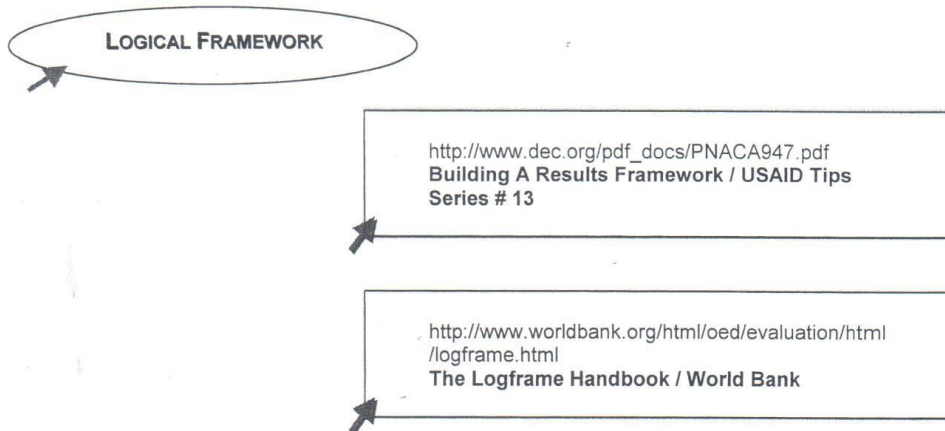 LOGICAL FRAMEWORK
http://www.dec.org/pdf_docs/PNACA947.pdf
Building A Results Framework / USAID Tips
Series # 13
http://www.worldbank.org/html/oed/evaluation/html
/logframe.html
The Logframe Handbook / World Bank